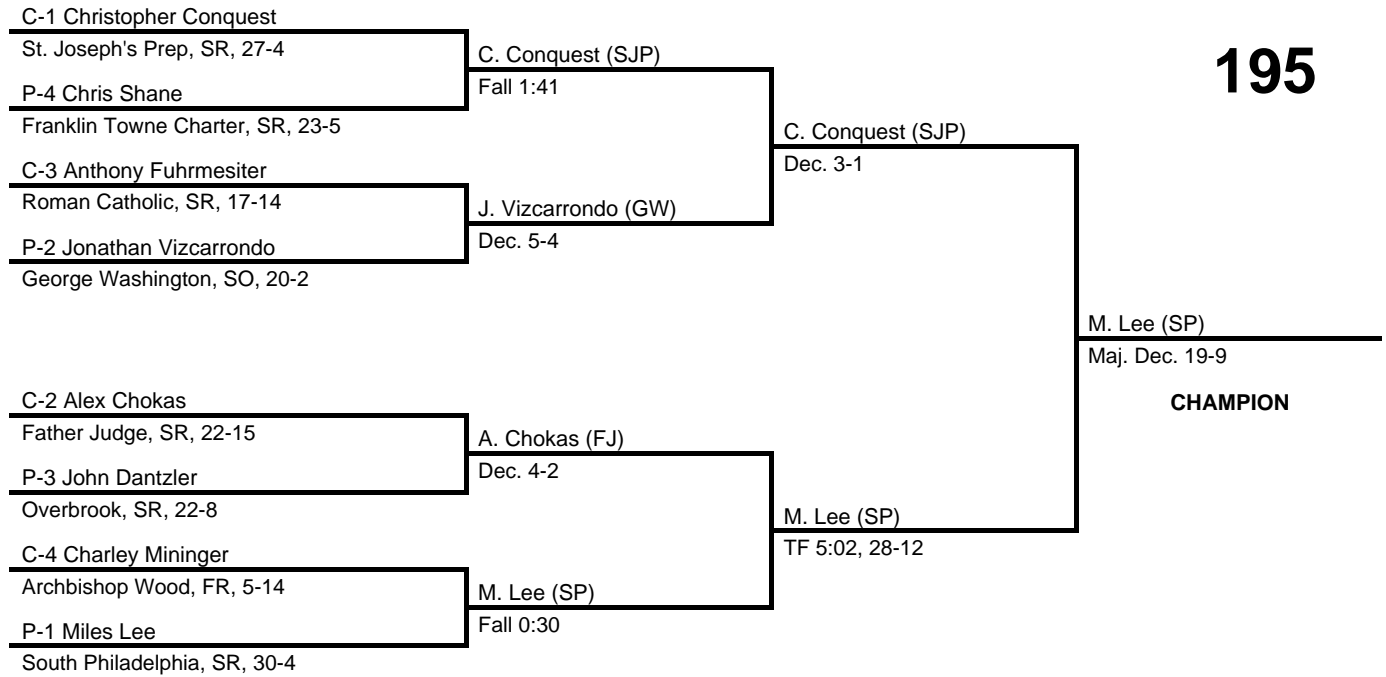 C-1 Christopher Conquest
St. Joseph's Prep, SR, 27-4
P-4 Chris Shane
Franklin Towne Charter, SR, 23-5
C-3 Anthony Fuhrmesiter
Roman Catholic, SR, 17-14
P-2 Jonathan Vizcarrondo
George Washington, SO, 20-2
C-2 Alex Chokas
Father Judge, SR, 22-15
P-3 John Dantzler
Overbrook, SR, 22-8
C-4 Charley Mininger
Archbishop Wood, FR, 5-14
P-1 Miles Lee
South Philadelphia, SR, 30-4
C. Conquest (SJP)
Fall 1:41
J. Vizcarrondo (GW)
Dec. 5-4
A. Chokas (FJ)
Dec. 4-2
M. Lee (SP)
Fall 0:30
C. Conquest (SJP)
Dec. 3-1
M. Lee (SP)
TF 5:02, 28-12
195
M. Lee (SP)
Maj. Dec. 19-9
CHAMPION